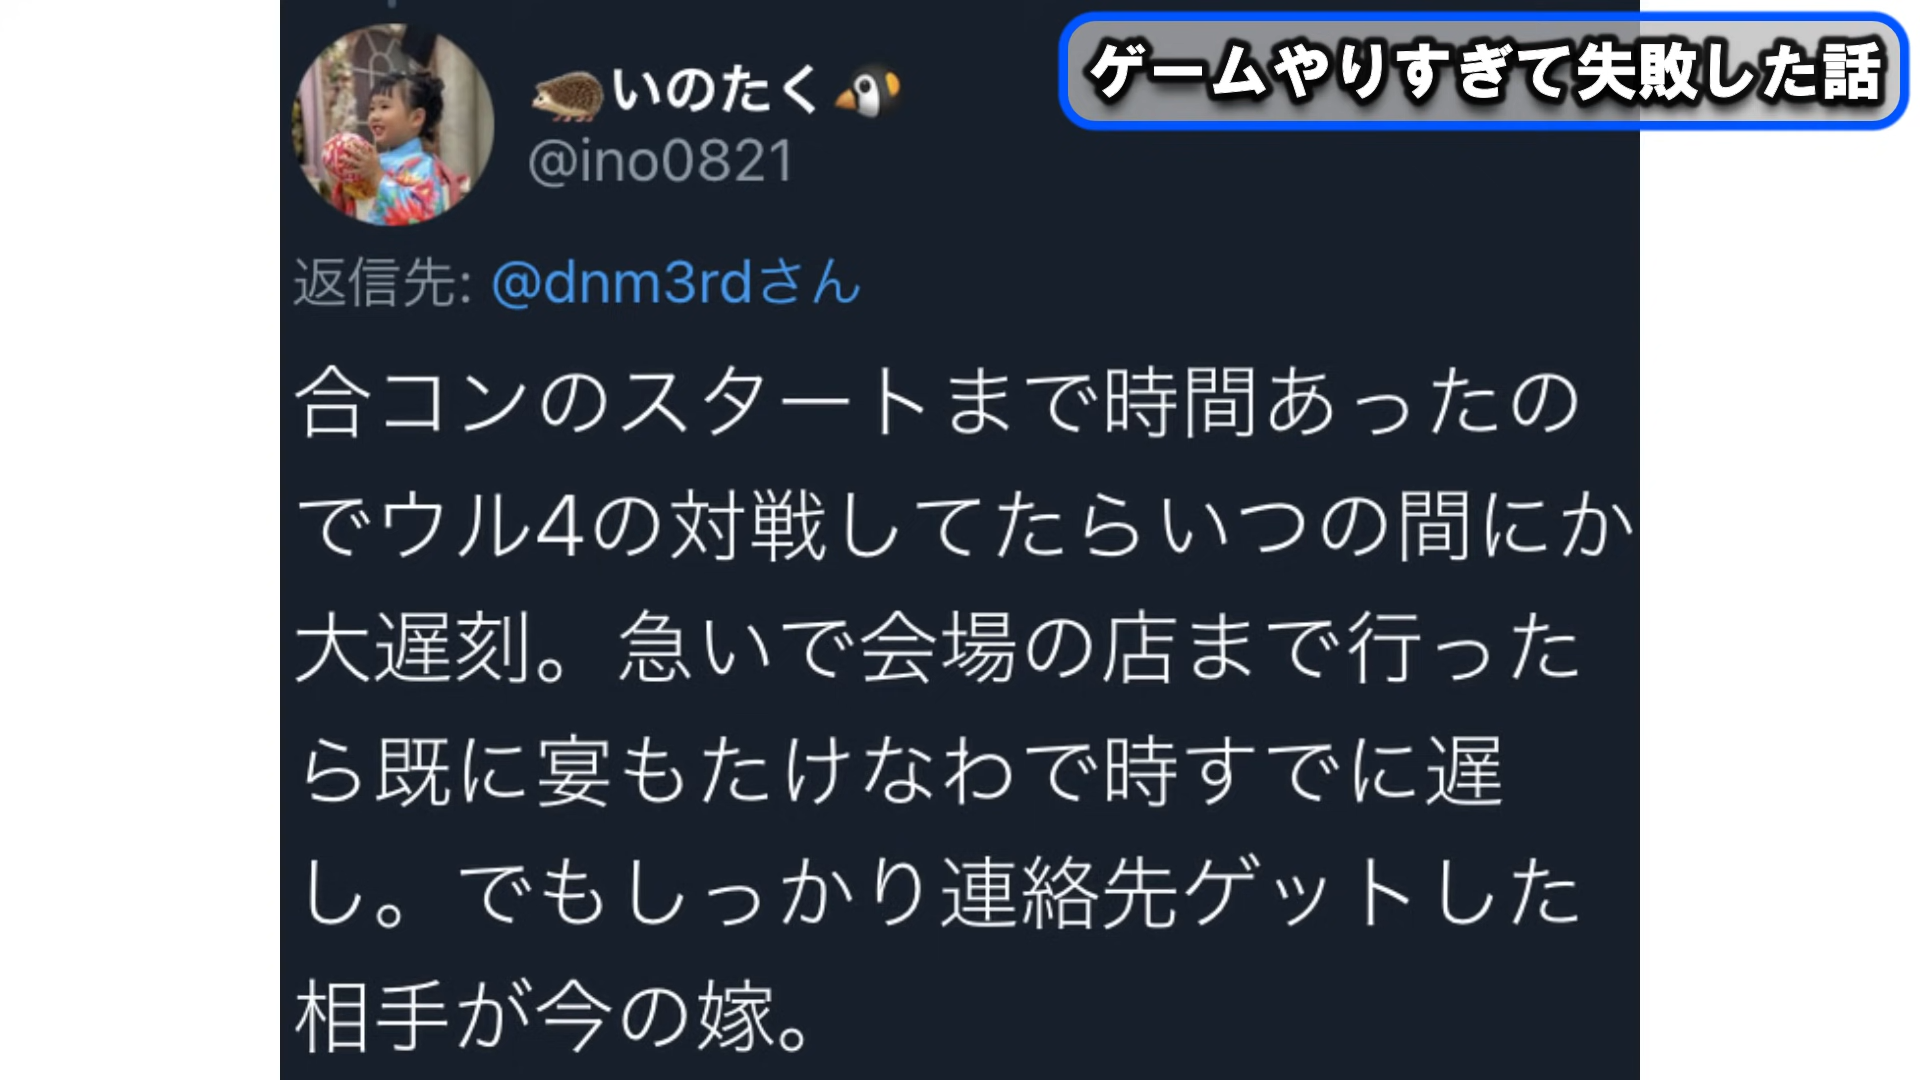 ゲームやりすぎて失敗した話
🦔いのたく🐧
@ino0821
返信先: @dnm3rdさん
合コンのスタートまで時間あったの
でウル4の対戦してたらいつの間にか
大遅刻。急いで会場の店まで行った
ら既に宴もたけなわで時すでに遅
し。でもしっかり連絡先ゲットした
相手が今の嫁。